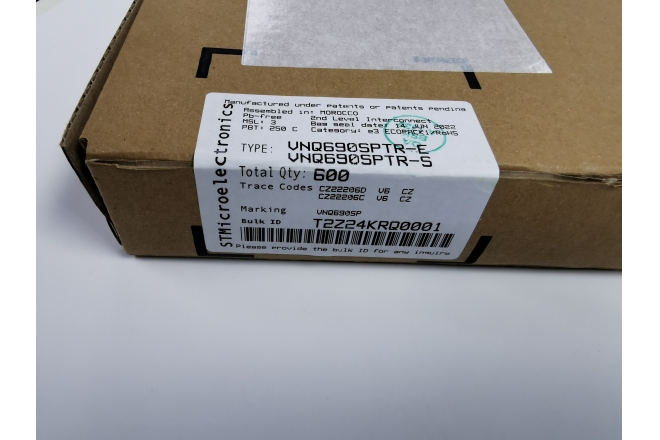 Manufactured under patents or patents pending
Assembled in: MOROCCO
Pb-free 2nd Level Interconnect
MSL: 3 Bag seal date: 14 JUN 2022
PBT: 250 C Category: e3 ECOPACK1/RoHS
TYPE: VNQ690SPTR-E
VNQ690SPTR-S
Total Qty: 600
Trace Codes CZ22206D V6 CZ
CZ22206C V6 CZ
Marking VNQ690SP
Bulk ID T2Z24KRQ0001
Please provide the bulk ID for any inquiry
STMicroelectronics